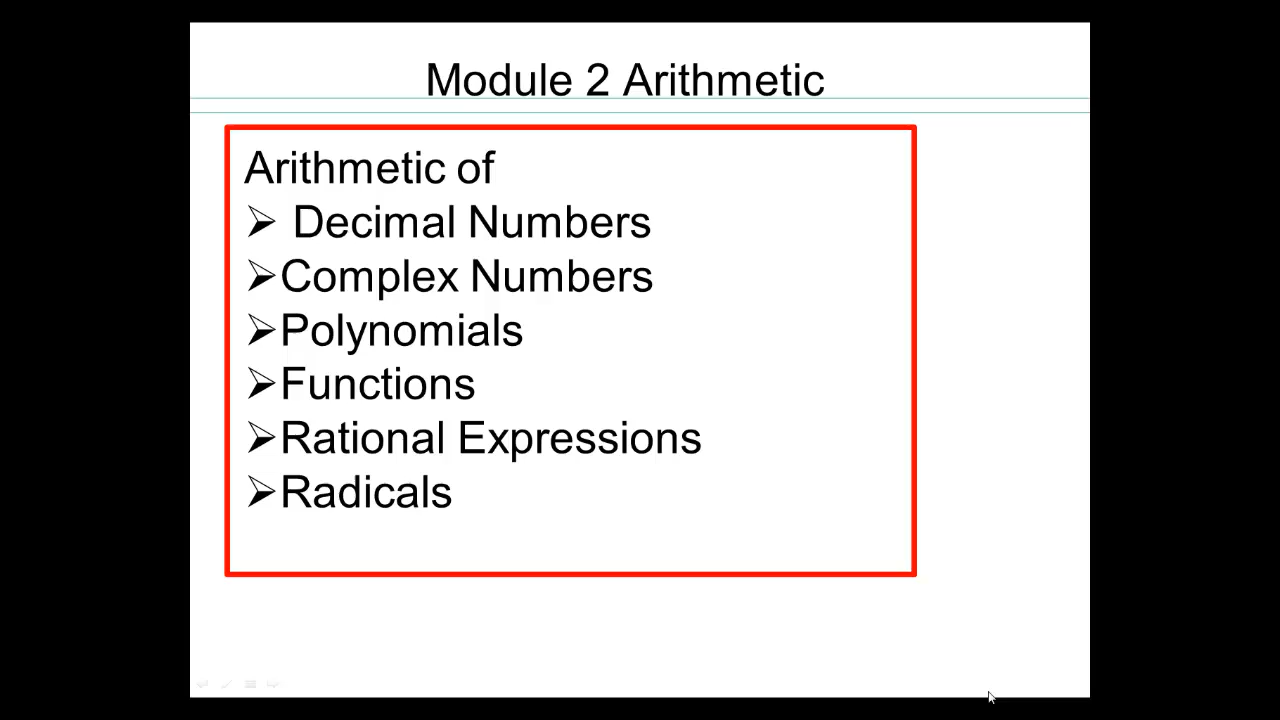 Module 2 Arithmetic
Arithmetic of
➢ Decimal Numbers
➢Complex Numbers
➢Polynomials
➢Functions
➢Rational Expressions
➢Radicals